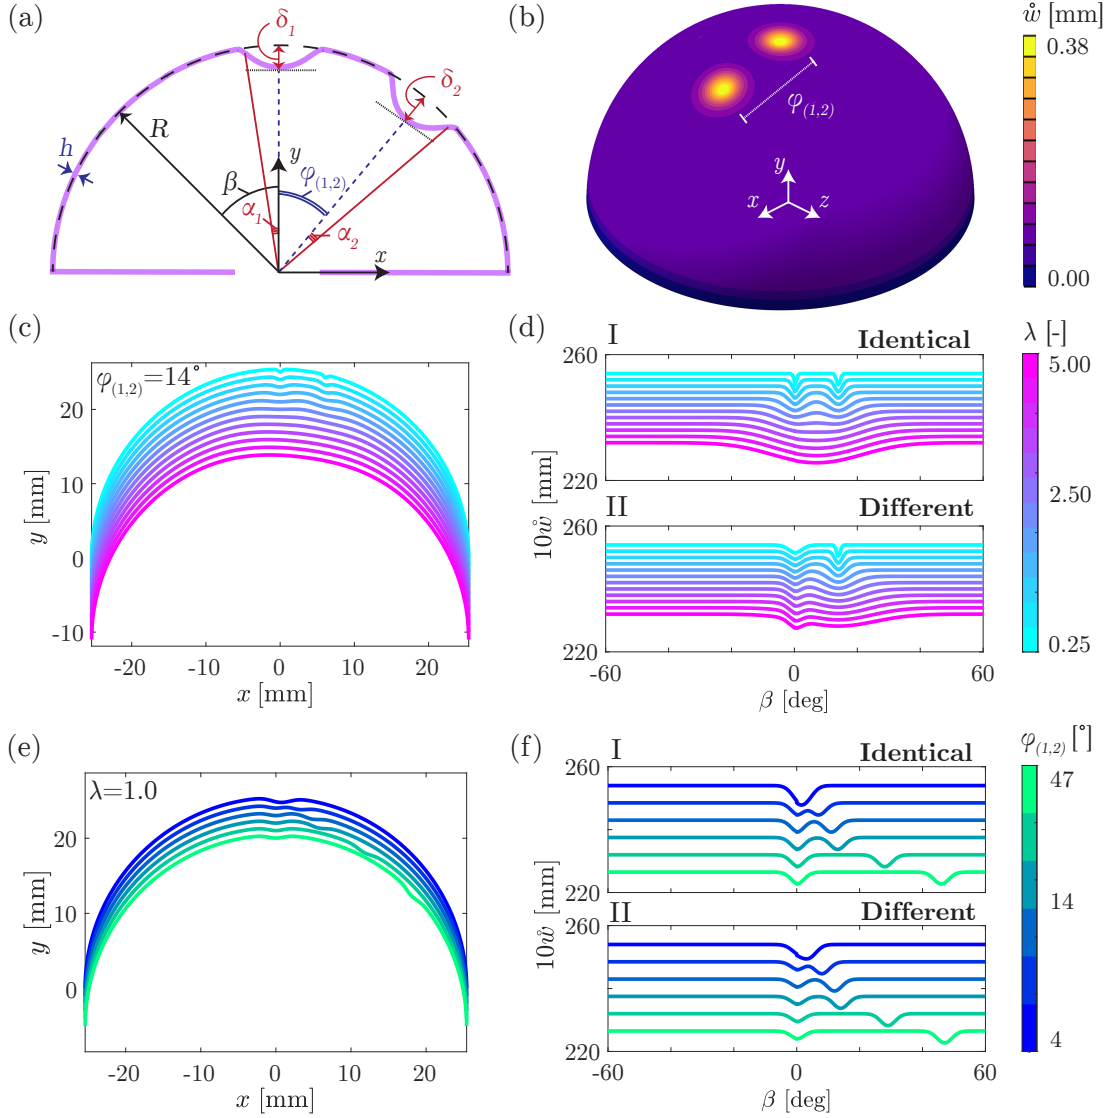 (a)
δ1
δ2
R
h
y
β
φ(1,2)
α1
α2
x
(b)
ẘ [mm]
0.38
φ(1,2)
y
x
z
0.00
(c)
φ(1,2)=14°
20
10
0
-10
y [mm]
-20
-10
0
10
20
x [mm]
(d)
I
Identical
260
220
II
Different
260
220
10ẘ [mm]
-60
0
60
β [deg]
λ [-]
5.00
2.50
0.25
(e)
λ=1.0
20
10
0
y [mm]
-20
-10
0
10
20
x [mm]
(f)
I
Identical
260
220
II
Different
260
220
10ẘ [mm]
-60
0
60
β [deg]
φ(1,2) [°]
47
14
4